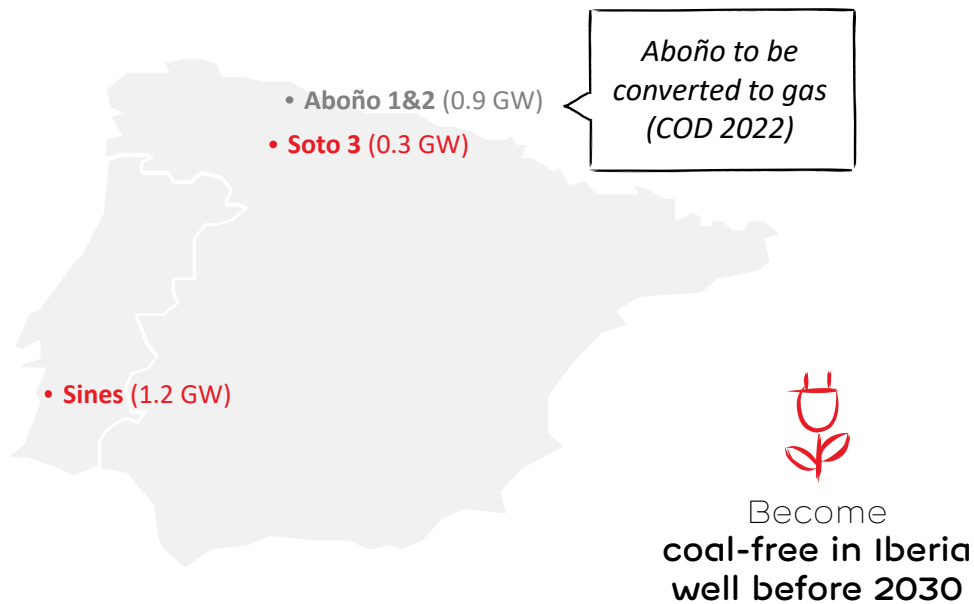 • Aboño 1&2 (0.9 GW)
Aboño to be
converted to gas
(COD 2022)
• Soto 3 (0.3 GW)
• Sines (1.2 GW)
Become
coal-free in Iberia
well before 2030